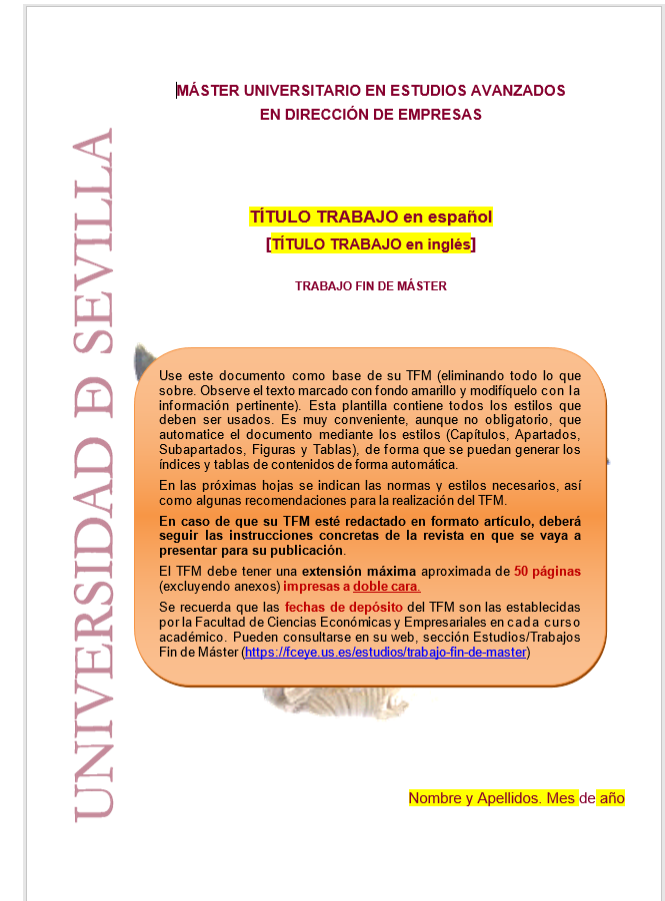 MÁSTER UNIVERSITARIO EN ESTUDIOS AVANZADOS
EN DIRECCIÓN DE EMPRESAS
UNIVERSIDAD DE SEVILLA
TÍTULO TRABAJO en español
[TÍTULO TRABAJO en inglés]
TRABAJO FIN DE MÁSTER
Use este documento como base de su TFM (eliminando todo lo que
sobre. Observe el texto marcado con fondo amarillo y modifíquelo con la
información pertinente). Esta plantilla contiene todos los estilos que
deben ser usados. Es muy conveniente, aunque no obligatorio, que
automatice el documento mediante los estilos (Capítulos, Apartados,
Subapartados, Figuras y Tablas), de forma que se puedan generar los
índices y tablas de contenidos de forma automática.
En las próximas hojas se indican las normas y estilos necesarios, así
como algunas recomendaciones para la realización del TFM.
En caso de que su TFM esté redactado en formato artículo, deberá
seguir las instrucciones concretas de la revista en que se vaya a
presentar para su publicación.
El TFM debe tener una extensión máxima aproximada de 50 páginas
(excluyendo anexos) impresas a doble cara.
Se recuerda que las fechas de depósito del TFM son las establecidas
por la Facultad de Ciencias Económicas y Empresariales en cada curso
académico. Pueden consultarse en su web, sección Estudios/Trabajos
Fin de Máster (https://fceye.us.es/estudios/trabajo-fin-de-master)
Nombre y Apellidos. Mes de año